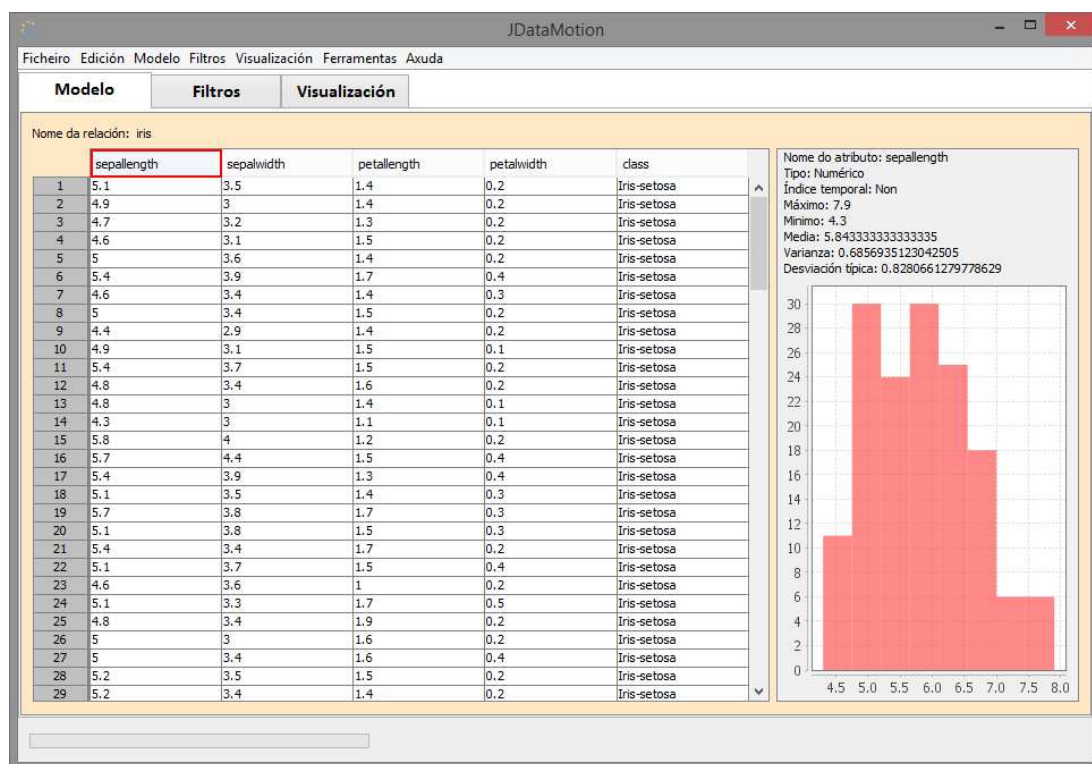 JDataMotion
Ficheiro Edición Modelo Filtros Visualización Ferramentas Axuda
Modelo Filtros Visualización
Nome da relación: iris
sepallength sepalwidth petallength petalwidth class
1 5.1 3.5 1.4 0.2 Iris-setosa
2 4.9 3 1.4 0.2 Iris-setosa
3 4.7 3.2 1.3 0.2 Iris-setosa
4 4.6 3.1 1.5 0.2 Iris-setosa
5 5 3.6 1.4 0.2 Iris-setosa
6 5.4 3.9 1.7 0.4 Iris-setosa
7 4.6 3.4 1.4 0.3 Iris-setosa
8 5 3.4 1.5 0.2 Iris-setosa
9 4.4 2.9 1.4 0.2 Iris-setosa
10 4.9 3.1 1.5 0.1 Iris-setosa
11 5.4 3.7 1.5 0.2 Iris-setosa
12 4.8 3.4 1.6 0.2 Iris-setosa
13 4.8 3 1.4 0.1 Iris-setosa
14 4.3 3 1.1 0.1 Iris-setosa
15 5.8 4 1.2 0.2 Iris-setosa
16 5.7 4.4 1.5 0.4 Iris-setosa
17 5.4 3.9 1.3 0.4 Iris-setosa
18 5.1 3.5 1.4 0.3 Iris-setosa
19 5.7 3.8 1.7 0.3 Iris-setosa
20 5.1 3.8 1.5 0.3 Iris-setosa
21 5.4 3.4 1.7 0.2 Iris-setosa
22 5.1 3.7 1.5 0.4 Iris-setosa
23 4.6 3.6 1 0.2 Iris-setosa
24 5.1 3.3 1.7 0.5 Iris-setosa
25 4.8 3.4 1.9 0.2 Iris-setosa
26 5 3 1.6 0.2 Iris-setosa
27 5 3.4 1.6 0.4 Iris-setosa
28 5.2 3.5 1.5 0.2 Iris-setosa
29 5.2 3.4 1.4 0.2 Iris-setosa
Nome do atributo: sepallength
Tipo: Numérico
Índice temporal: Non
Máximo: 7.9
Minimo: 4.3
Media: 5.843333333333335
Varianza: 0.6856935123042505
Desviación típica: 0.8280661279778629
30
28
26
24
22
20
18
16
14
12
10
8
6
4
2
0
4.5 5.0 5.5 6.0 6.5 7.0 7.5 8.0